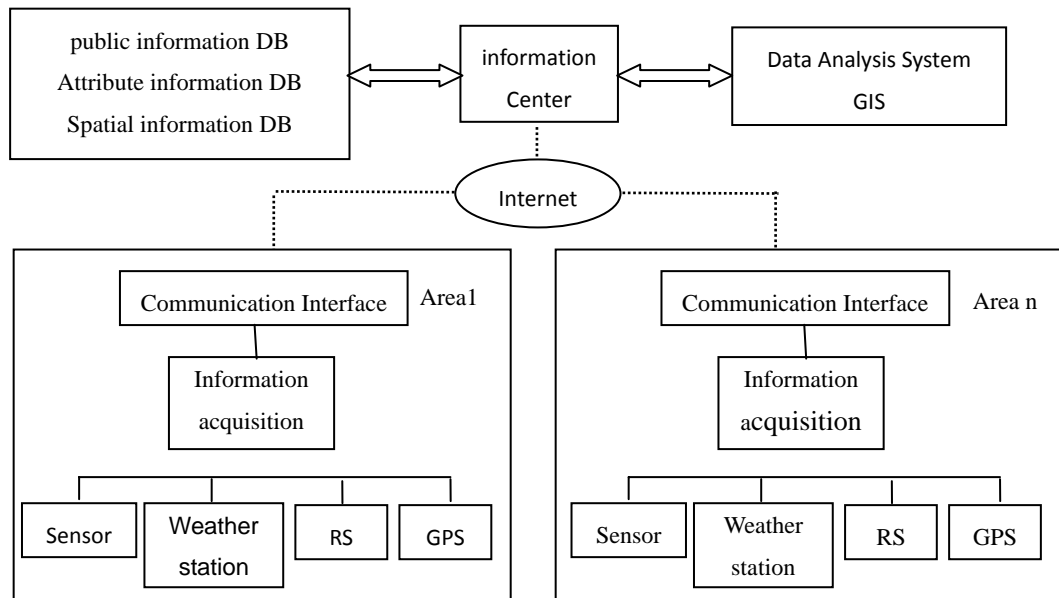 public information DB
Attribute information DB
Spatial information DB
information
Center
Data Analysis System
GIS
Internet
Communication Interface
Area1
Information
acquisition
Sensor
Weather
station
RS
GPS
Communication Interface
Area n
Information
acquisition
Sensor
Weather
station
RS
GPS